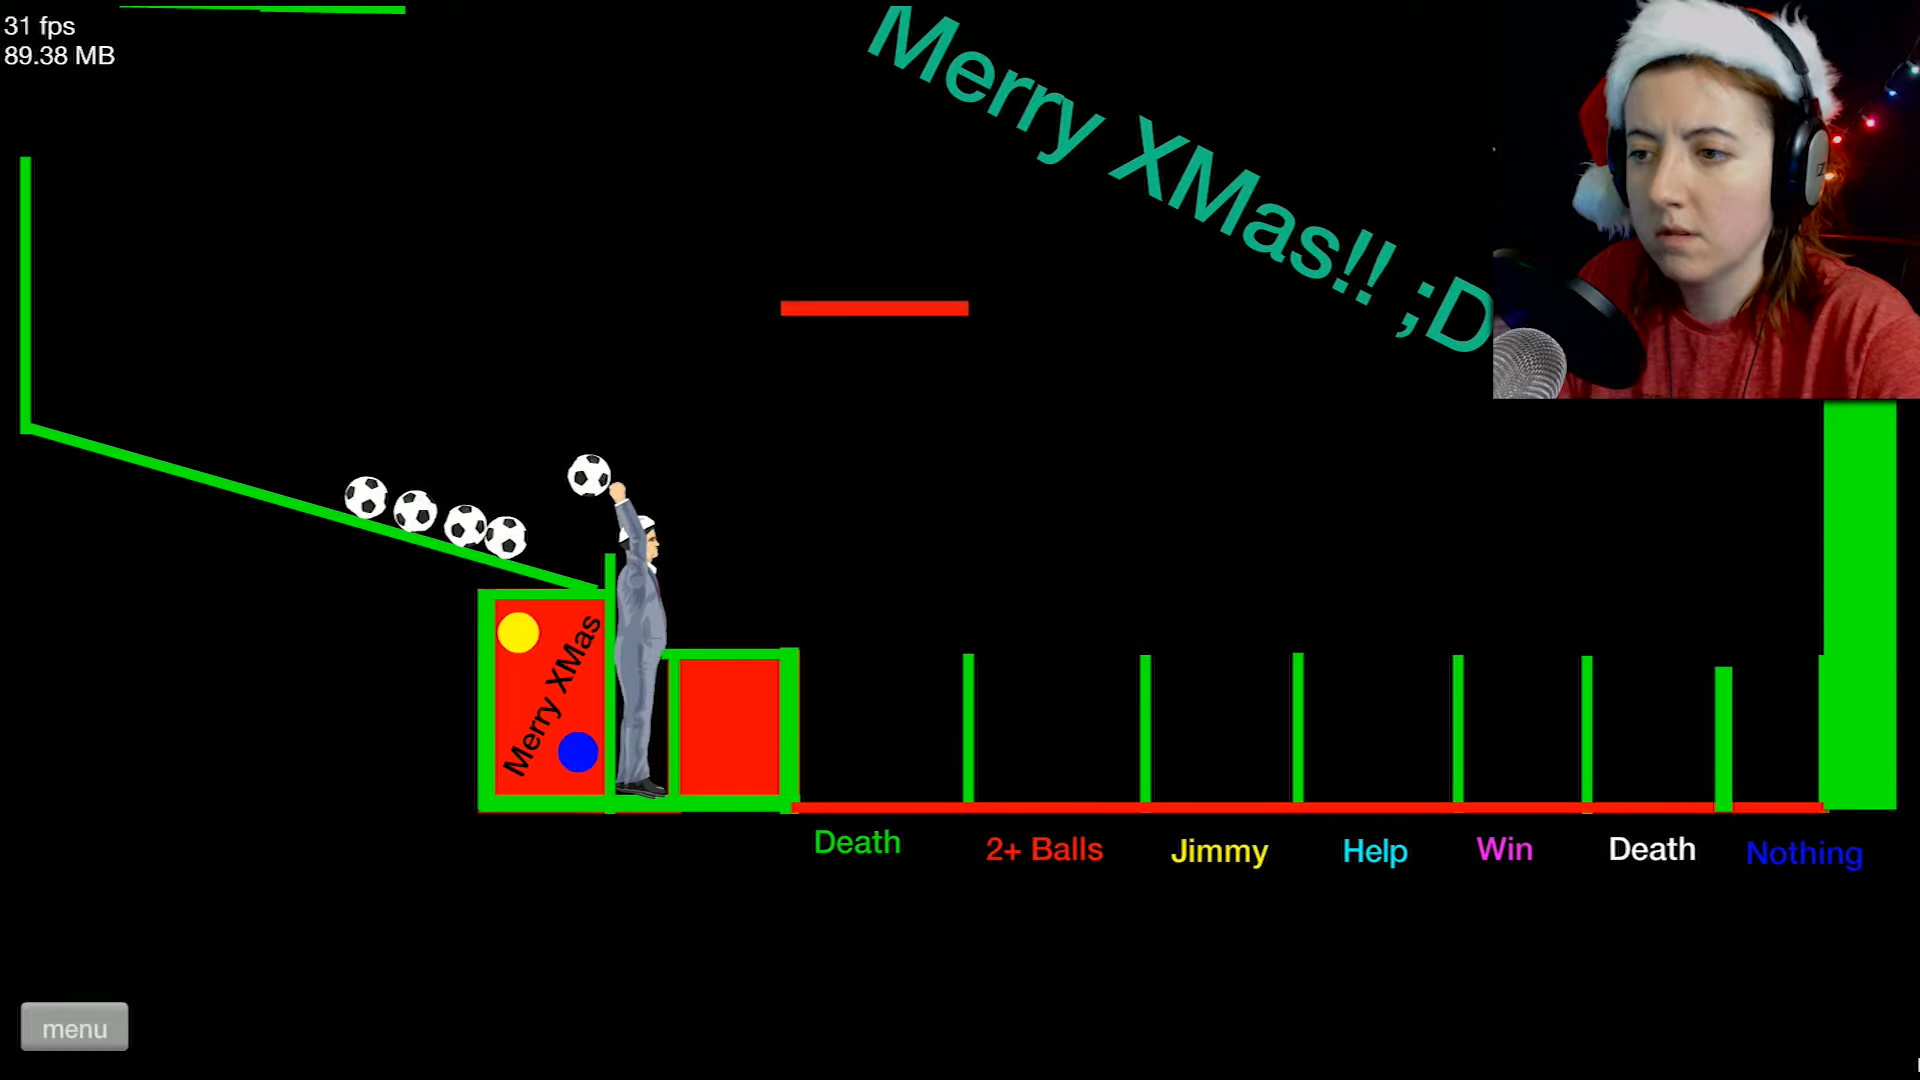 31 fps
89.38 MB
Merry XMas!! ;D
Merry XMas
Death
2+ Balls
Jimmy
Help
Win
Death
Nothing
menu